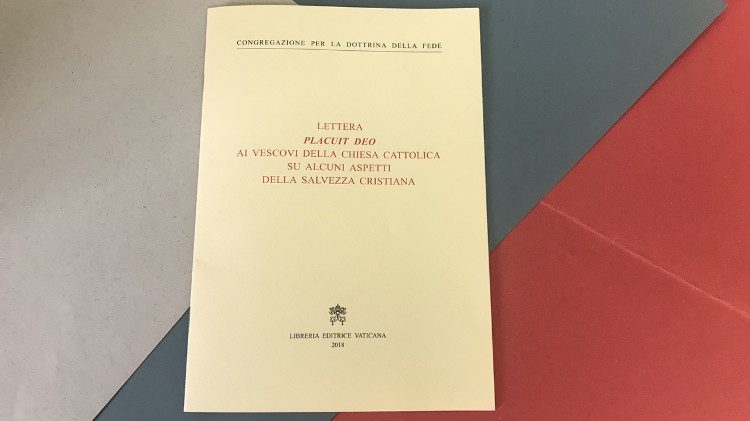 CONGREGAZIONE PER LA DOTTRINA DELLA FEDE
LETTERA
PLACUIT DEO
AI VESCOVI DELLA CHIESA CATTOLICA
SU ALCUNI ASPETTI
DELLA SALVEZZA CRISTIANA
LIBRERIA EDITRICE VATICANA
2018